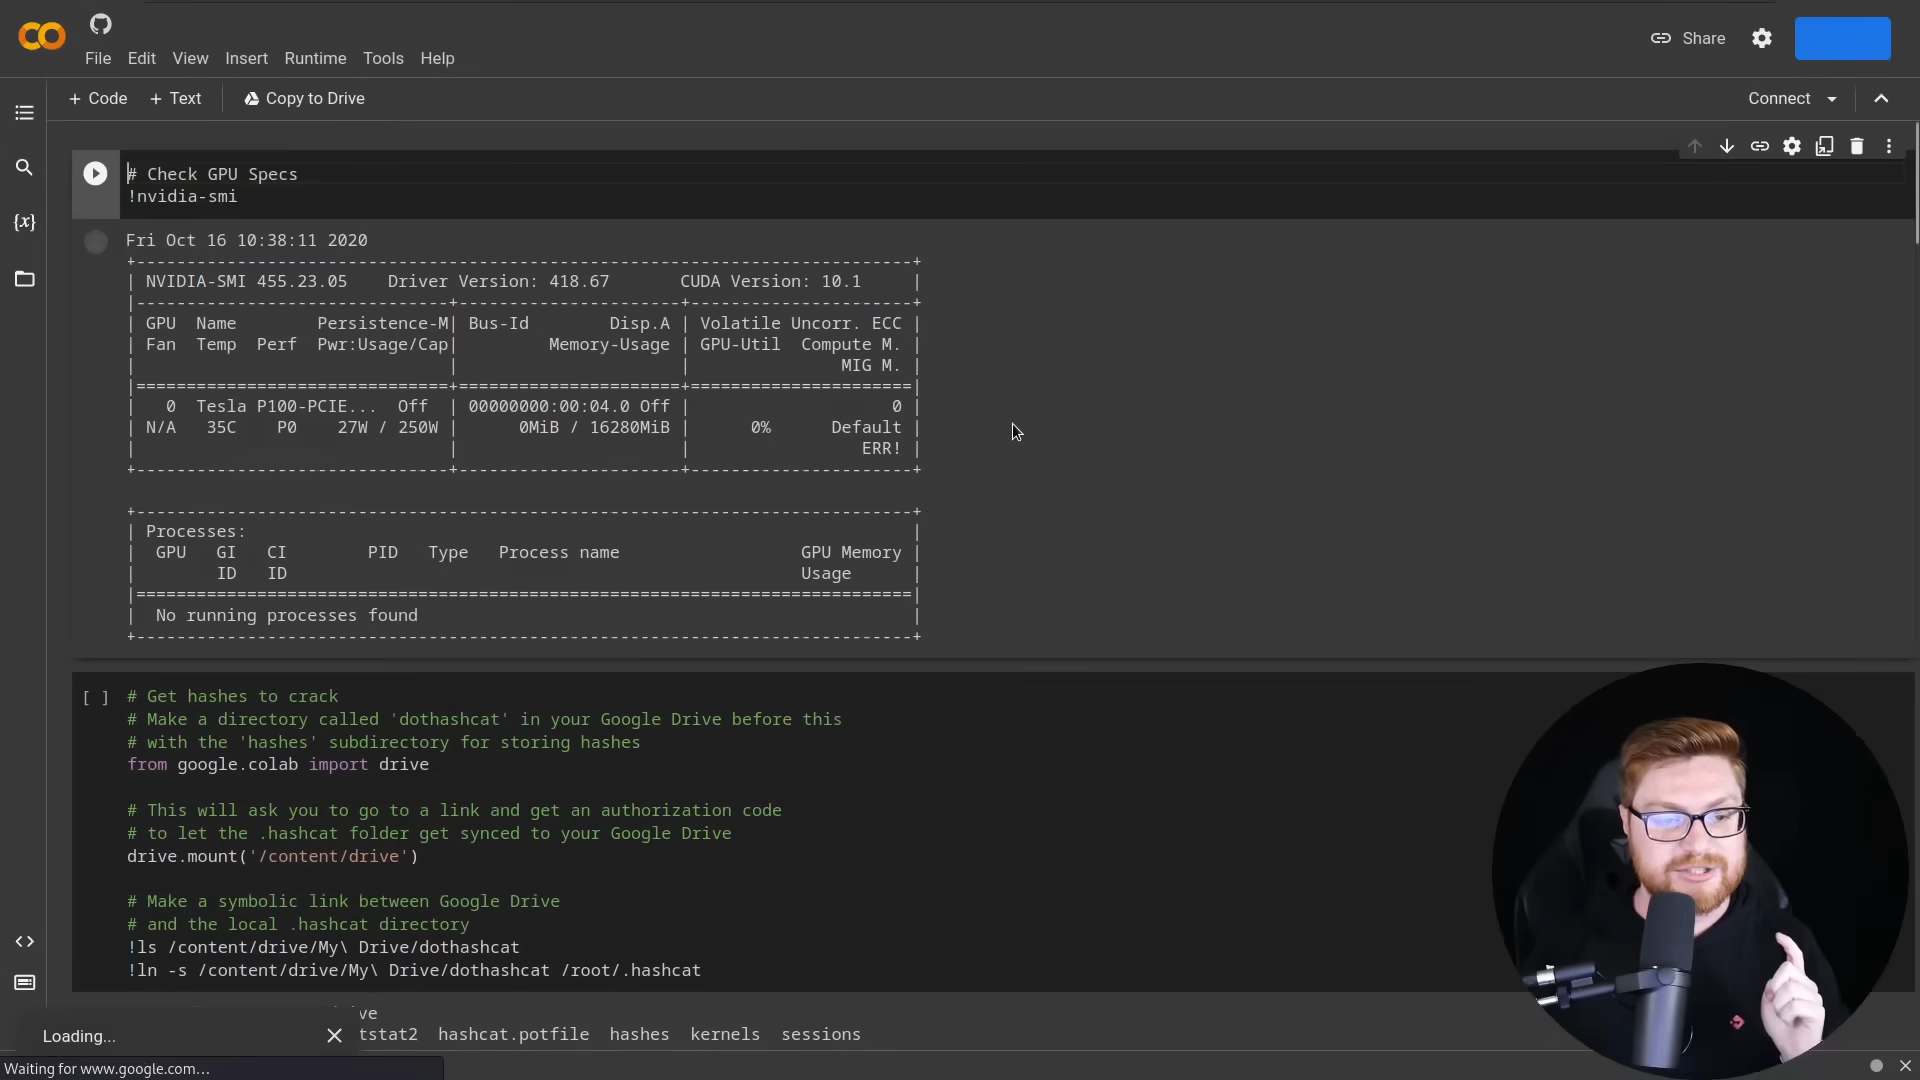 File Edit View Insert Runtime Tools Help
Share
+ Code + Text Copy to Drive
Connect
# Check GPU Specs
!nvidia-smi
Fri Oct 16 10:38:11 2020
+-----------------------------------------------------------------------------+
| NVIDIA-SMI 455.23.05    Driver Version: 418.67       CUDA Version: 10.1     |
|-------------------------------+----------------------+----------------------+
| GPU  Name        Persistence-M| Bus-Id        Disp.A | Volatile Uncorr. ECC |
| Fan  Temp  Perf  Pwr:Usage/Cap|         Memory-Usage | GPU-Util  Compute M. |
|                               |                      |               MIG M. |
|===============================+======================+======================|
|   0  Tesla P100-PCIE...  Off  | 00000000:00:04.0 Off |                    0 |
| N/A   35C    P0    27W / 250W |      0MiB / 16280MiB |      0%      Default |
|                               |                      |                 ERR! |
+-------------------------------+----------------------+----------------------+
+-----------------------------------------------------------------------------+
| Processes:                                                                  |
|  GPU   GI   CI        PID   Type   Process name                  GPU Memory |
|        ID   ID                                                   Usage      |
|=============================================================================|
|  No running processes found                                                 |
+-----------------------------------------------------------------------------+
[ ] # Get hashes to crack
# Make a directory called 'dothashcat' in your Google Drive before this
# with the 'hashes' subdirectory for storing hashes
from google.colab import drive
# This will ask you to go to a link and get an authorization code
# to let the .hashcat folder get synced to your Google Drive
drive.mount('/content/drive')
# Make a symbolic link between Google Drive
# and the local .hashcat directory
!ls /content/drive/My\ Drive/dothashcat
!ln -s /content/drive/My\ Drive/dothashcat /root/.hashcat
ve
tstat2 hashcat.potfile hashes kernels sessions
Loading...
Waiting for www.google.com...